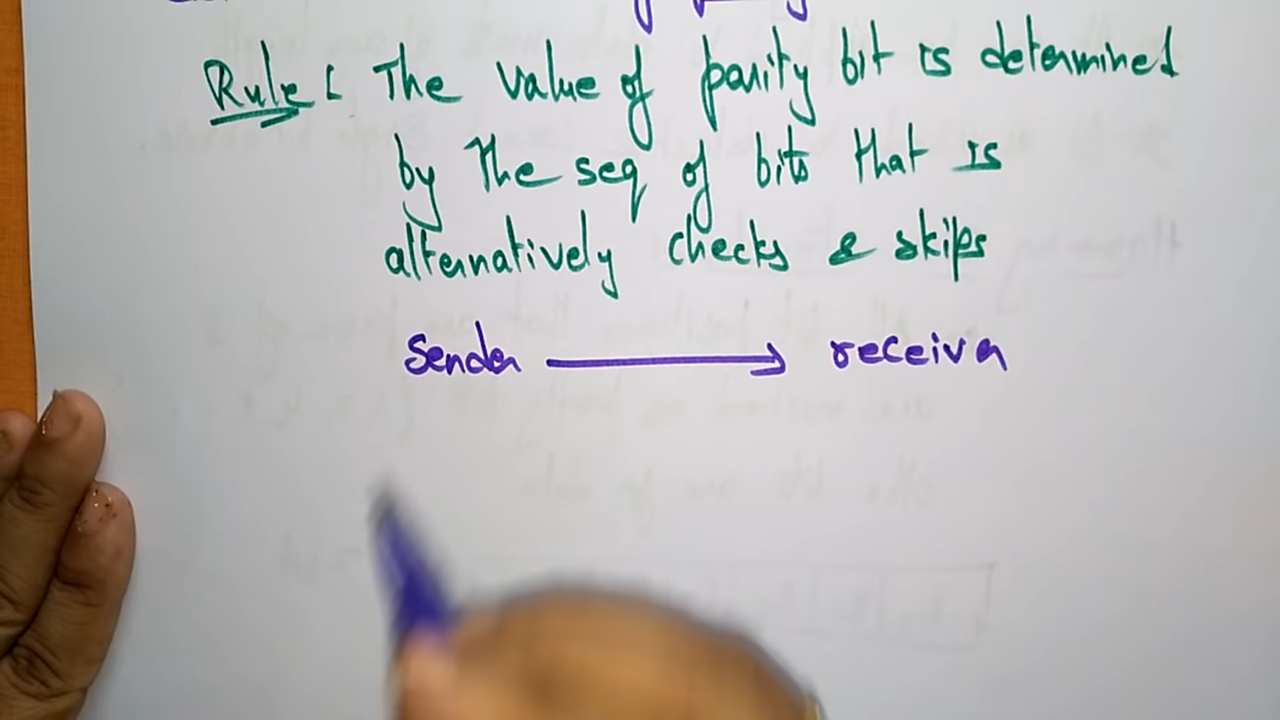 Rule: The value of parity bit is determined
by the seq of bits that is
alternatively checks & skips
Sender → receiver